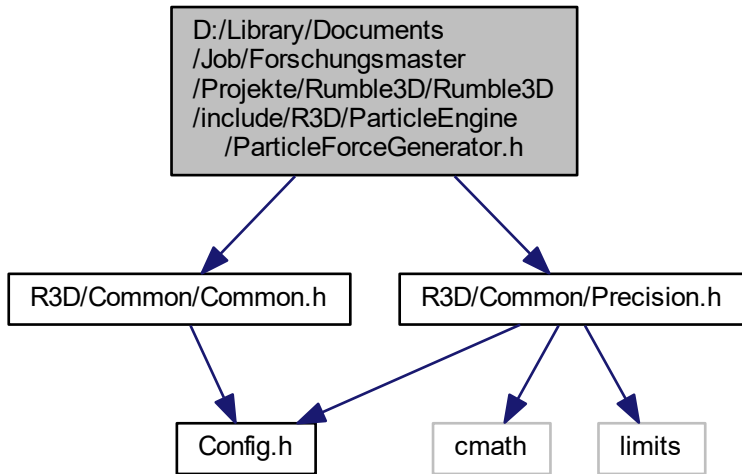 D:/Library/Documents
/Job/Forschungsmaster
/Projekte/Rumble3D/Rumble3D
/include/R3D/ParticleEngine
/ParticleForceGenerator.h
R3D/Common/Common.h
R3D/Common/Precision.h
Config.h
cmath
limits